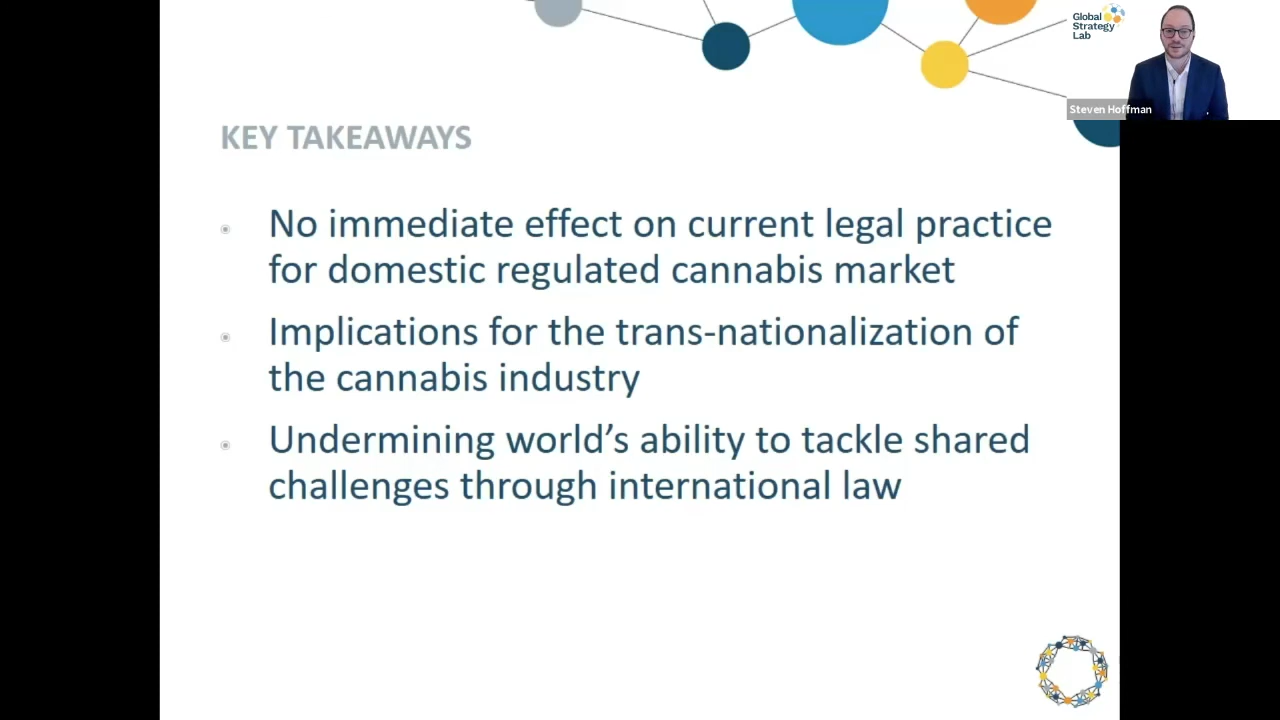 Global
Strategy
Lab
Steven Hoffman
KEY TAKEAWAYS
No immediate effect on current legal practice
for domestic regulated cannabis market
Implications for the trans-nationalization of
the cannabis industry
Undermining world’s ability to tackle shared
challenges through international law